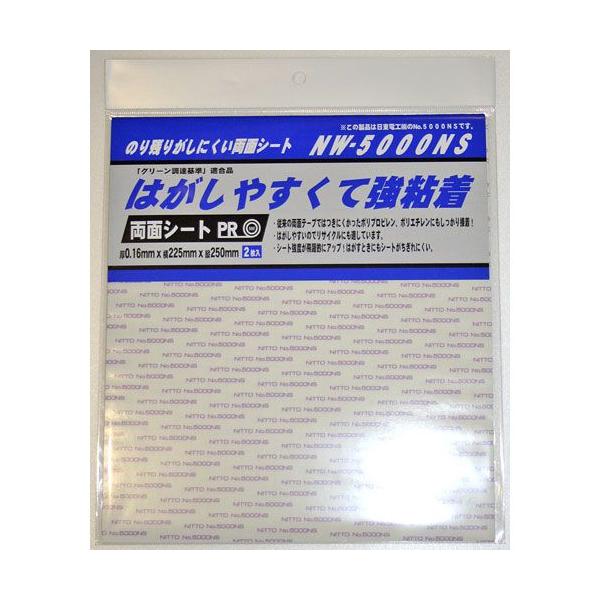 ※この製品は日東電工㈱のNo.5000NSです。
のり残りがしにくい両面シート NW-5000NS
「グリーン調達基準」適合品
はがしやすくて強粘着
両面シート PR
厚0.16mm x 横225mm x 縦250mm 2枚入
・従来の両面テープではつきにくかったポリプロピレン、ポリエチレンにもしっかり接着！
・はがしやすいのでリサイクルにも適しています。
・シート強度が飛躍的にアップ！はがすときにもシートがちぎれにくい。
NITTO No.5000NS